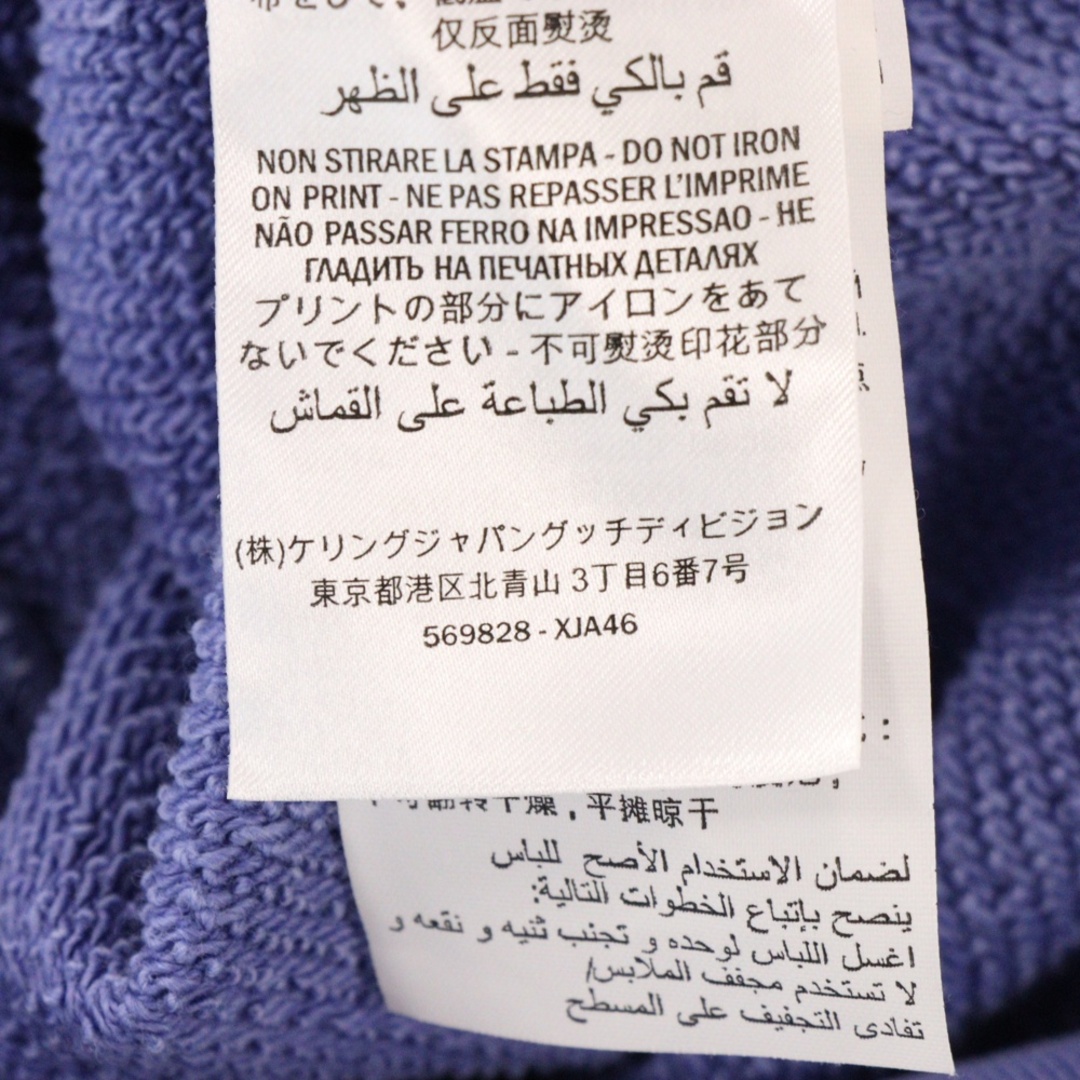 仅反面熨烫
قم بالكي فقط على الظهر
NON STIRARE LA STAMPA - DO NOT IRON
ON PRINT - NE PAS REPASSER L'IMPRIME
NÃO PASSAR FERRO NA IMPRESSAO - НЕ
ГЛАДИТЬ НА ПЕЧАТНЫХ ДЕТАЛЯХ
プリントの部分にアイロンをあて
ないでください - 不可熨烫印花部分
لا تقم بكي الطباعة على القماش
(株)ケリングジャパングッチディビジョン
東京都港区北青山 3丁目6番7号
569828 - XJA46
干燥，平摊晾干
لضمان الاستخدام الأصح للباس
ينصح بإتباع الخطوات التالية:
اغسل اللباس لوحده و تجنب ثنيه و نقعه و
لا تستخدم مجفف الملابس/
تفادى التجفيف على المسطح